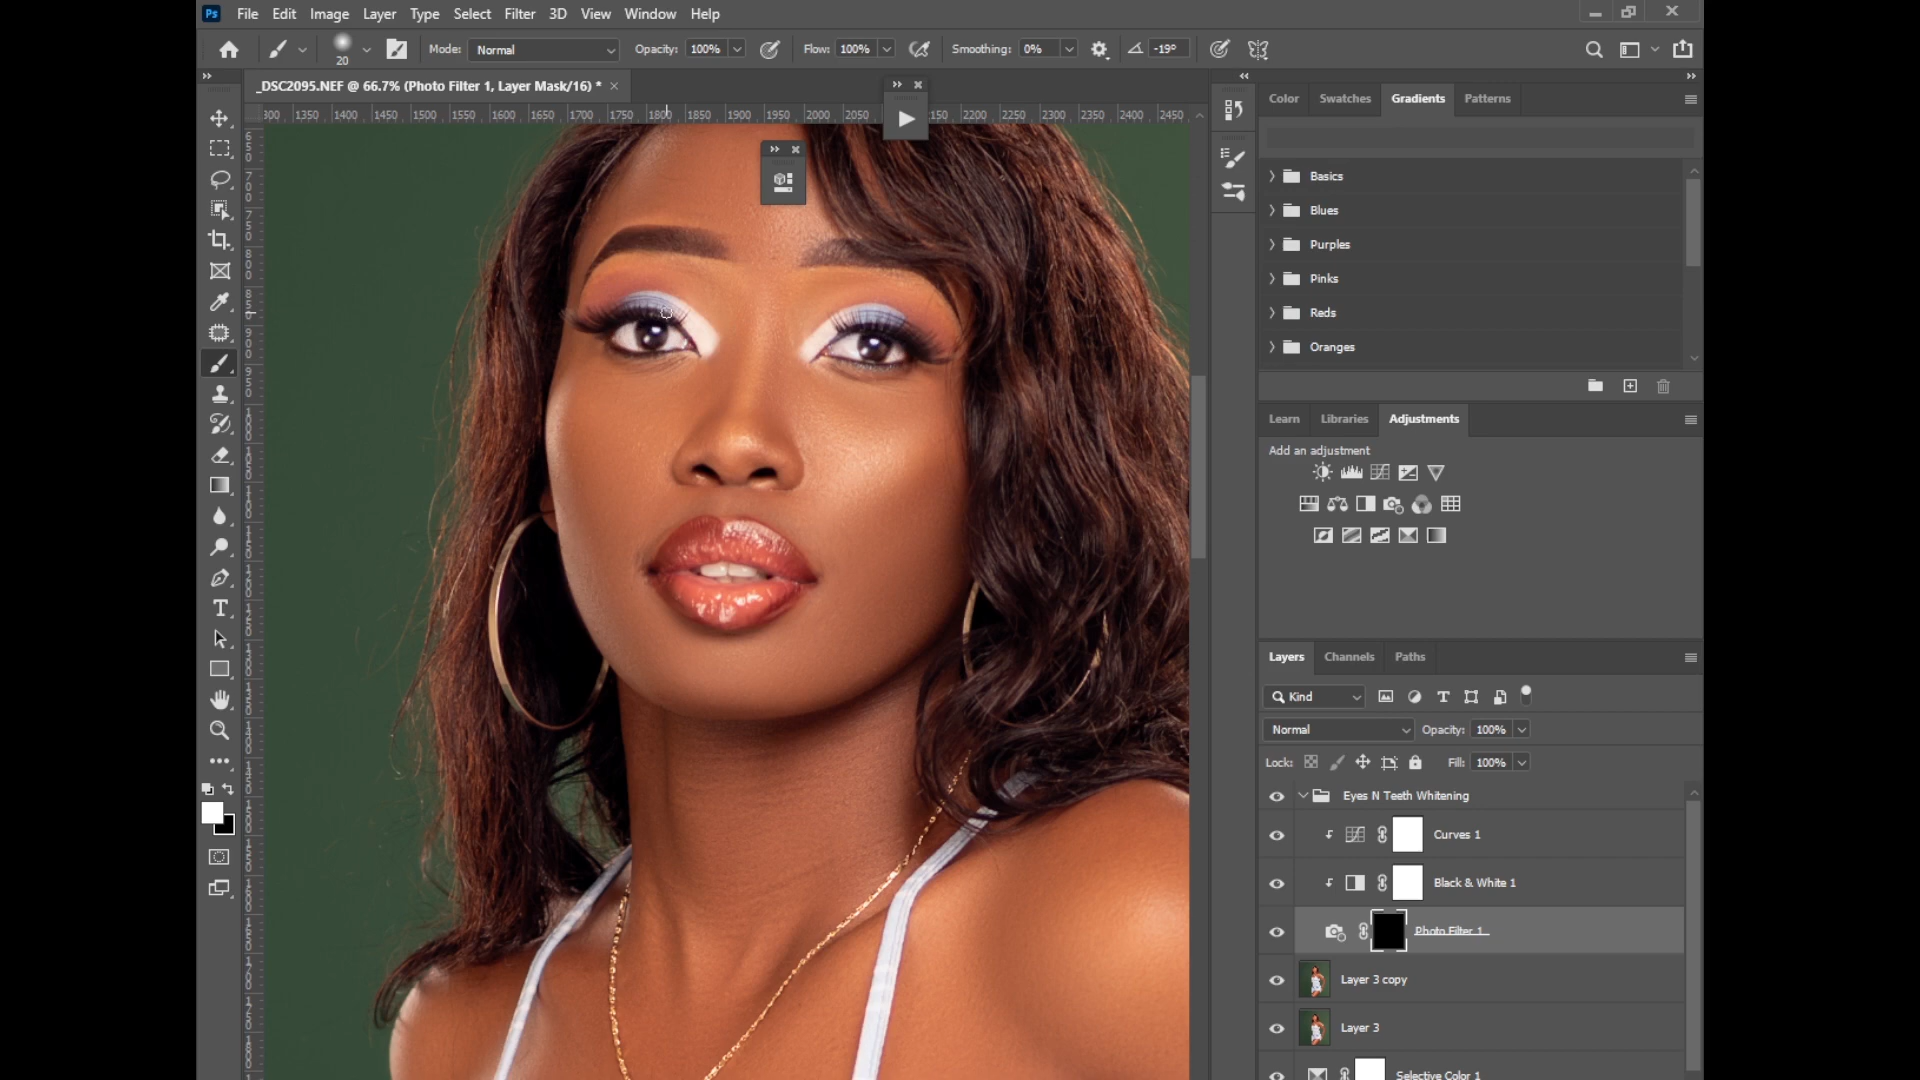 Ps File Edit Image Layer Type Select Filter 3D View Window Help
20 Mode: Normal Opacity: 100% Flow: 100% Smoothing: 0% -19°
_DSC2095.NEF @ 66.7% (Photo Filter 1, Layer Mask/16) * ×
1350 1400 1450 1500 1550 1600 1650 1700 1750 1800 1850 1900 1950 2000 2050 2200 2250 2300 2350 2400 2450
Color Swatches Gradients Patterns
Basics
Blues
Purples
Pinks
Reds
Oranges
Learn Libraries Adjustments
Add an adjustment
Layers Channels Paths
Kind
Normal Opacity: 100%
Lock: Fill: 100%
Eyes N Teeth Whitening
Curves 1
Black & White 1
Photo Filter 1
Layer 3 copy
Layer 3
Selective Color 1